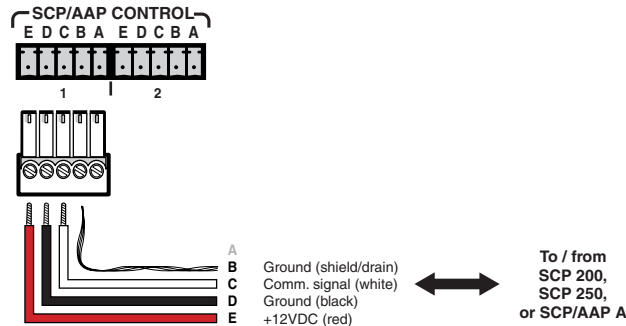 SCP/AAP CONTROL
E D C B A E D C B A
1 2
A
B Ground (shield/drain)
C Comm. signal (white)
D Ground (black)
E +12VDC (red)
To / from
SCP 200,
SCP 250,
or SCP/AAP A